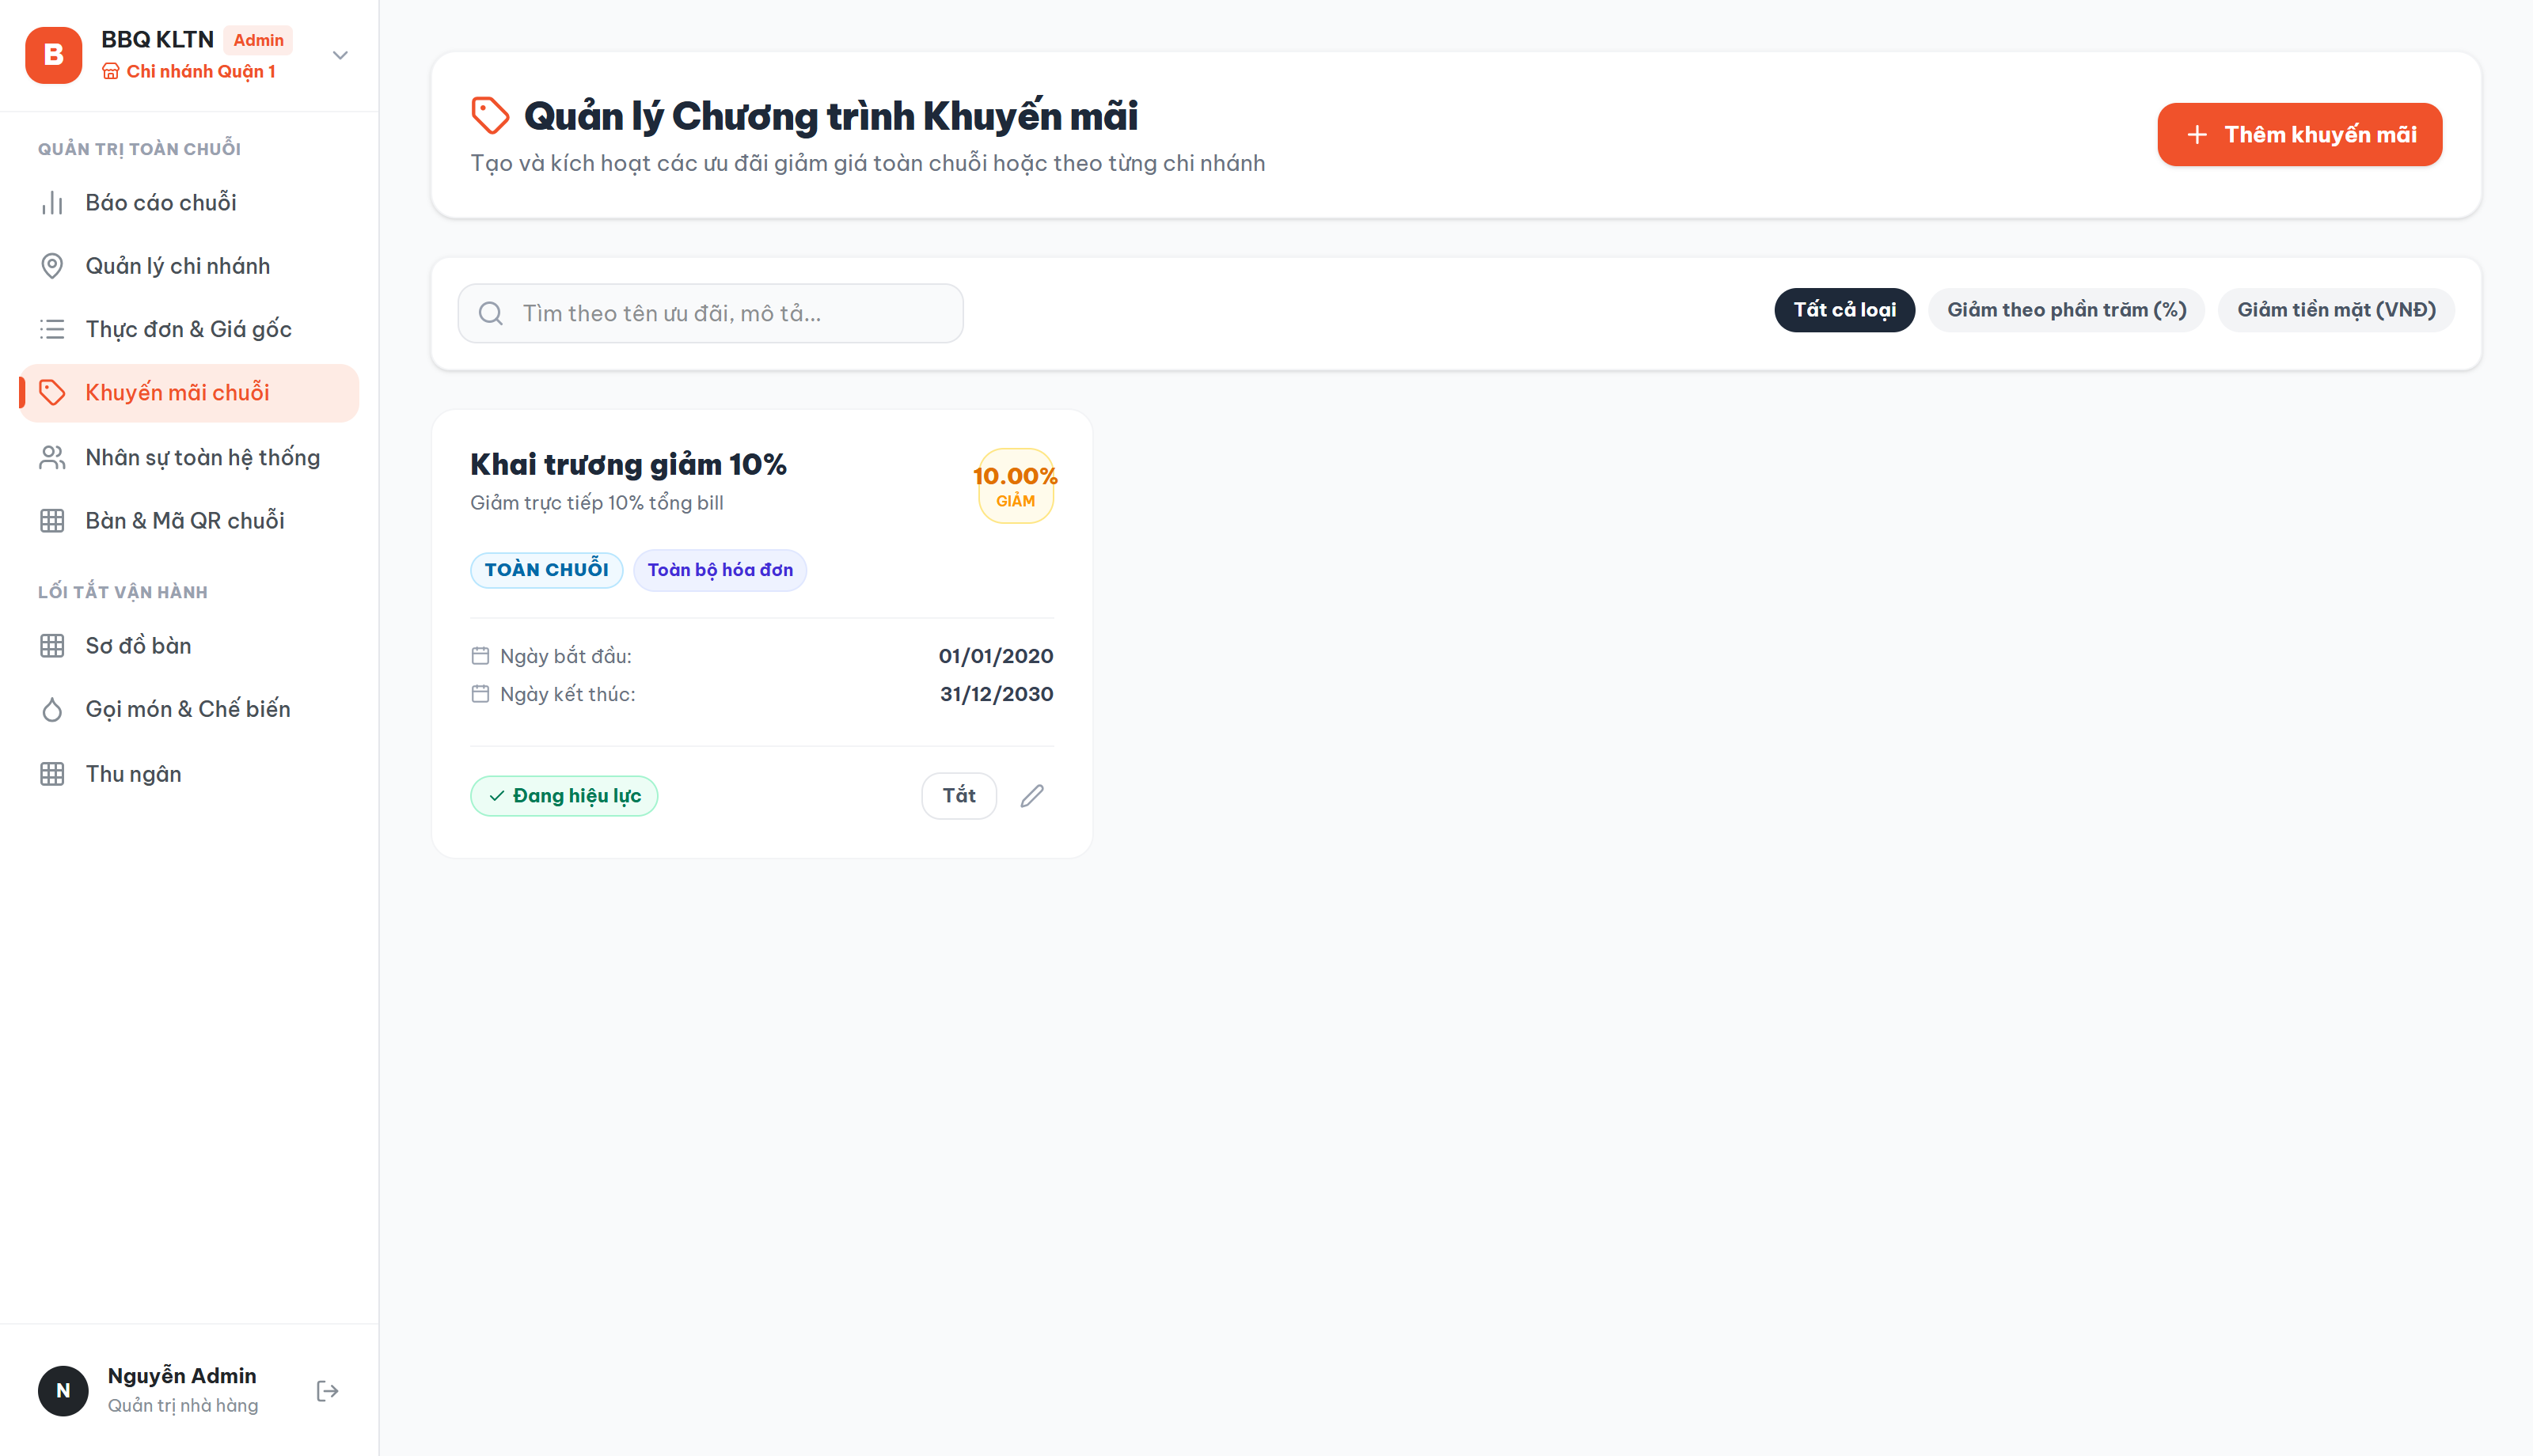 B
BBQ KLTN Admin
Chi nhánh Quận 1
QUẢN TRỊ TOÀN CHUỖI
Báo cáo chuỗi
Quản lý chi nhánh
Thực đơn & Giá gốc
Khuyến mãi chuỗi
Nhân sự toàn hệ thống
Bàn & Mã QR chuỗi
LỐI TẮT VẬN HÀNH
Sơ đồ bàn
Gọi món & Chế biến
Thu ngân
N
Nguyễn Admin
Quản trị nhà hàng
Quản lý Chương trình Khuyến mãi
Tạo và kích hoạt các ưu đãi giảm giá toàn chuỗi hoặc theo từng chi nhánh
Thêm khuyến mãi
Tìm theo tên ưu đãi, mô tả...
Tất cả loại
Giảm theo phần trăm (%)
Giảm tiền mặt (VNĐ)
Khai trương giảm 10%
Giảm trực tiếp 10% tổng bill
10.00%
GIẢM
TOÀN CHUỖI
Toàn bộ hóa đơn
Ngày bắt đầu: 01/01/2020
Ngày kết thúc: 31/12/2030
Đang hiệu lực
Tắt